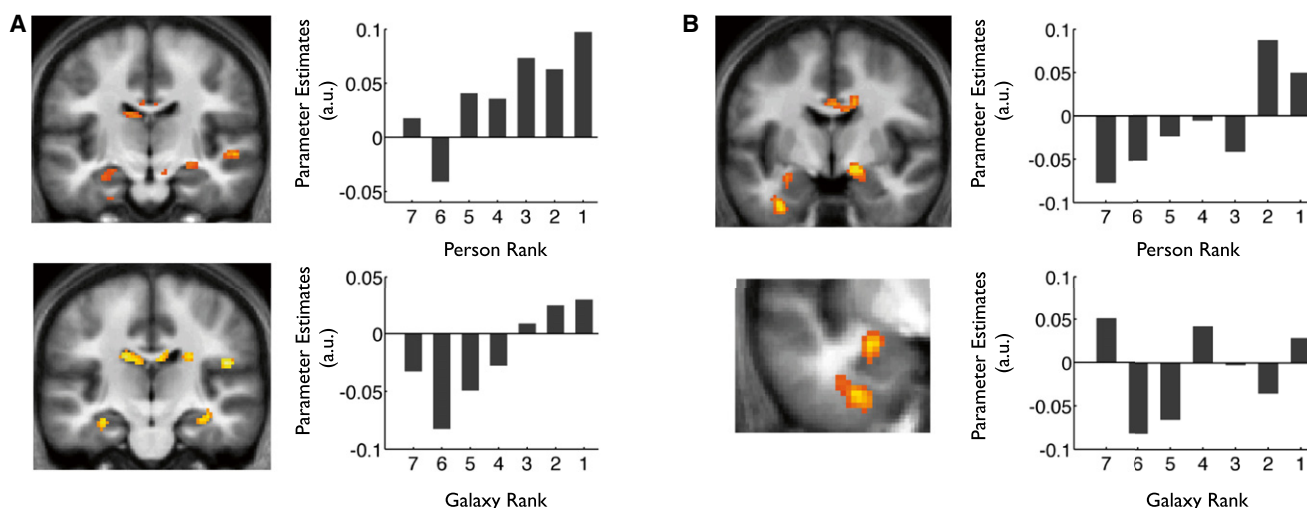 A
Parameter Estimates
(a.u.)
0.1
0.05
0
-0.05
7 6 5 4 3 2 1
Person Rank
Parameter Estimates
(a.u.)
0.05
0
-0.05
-0.1
7 6 5 4 3 2 1
Galaxy Rank
B
Parameter Estimates
(a.u.)
0.1
0.05
0
-0.05
-0.1
7 6 5 4 3 2 1
Person Rank
Parameter Estimates
(a.u.)
0.1
0.05
0
-0.05
-0.1
7 6 5 4 3 2 1
Galaxy Rank